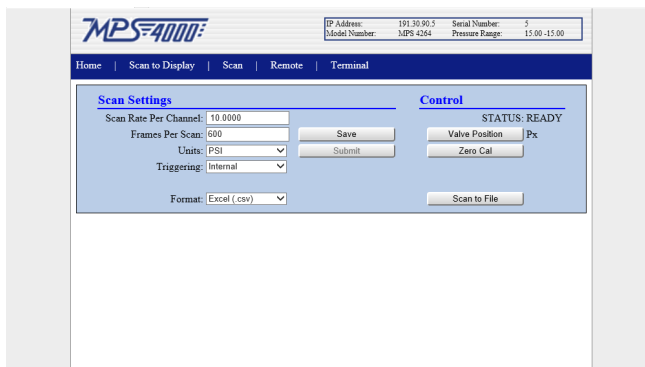 MPS-4000
IP Address: 191.30.90.5 Serial Number: 5
Model Number: MPS 4264 Pressure Range: 15.00 -15.00
Home | Scan to Display | Scan | Remote | Terminal
Scan Settings Control
Scan Rate Per Channel: 10.0000 STATUS: READY
Frames Per Scan: 600 Save Valve Position Px
Units: PSI Submit Zero Cal
Triggering: Internal
Format: Excel (.csv) Scan to File